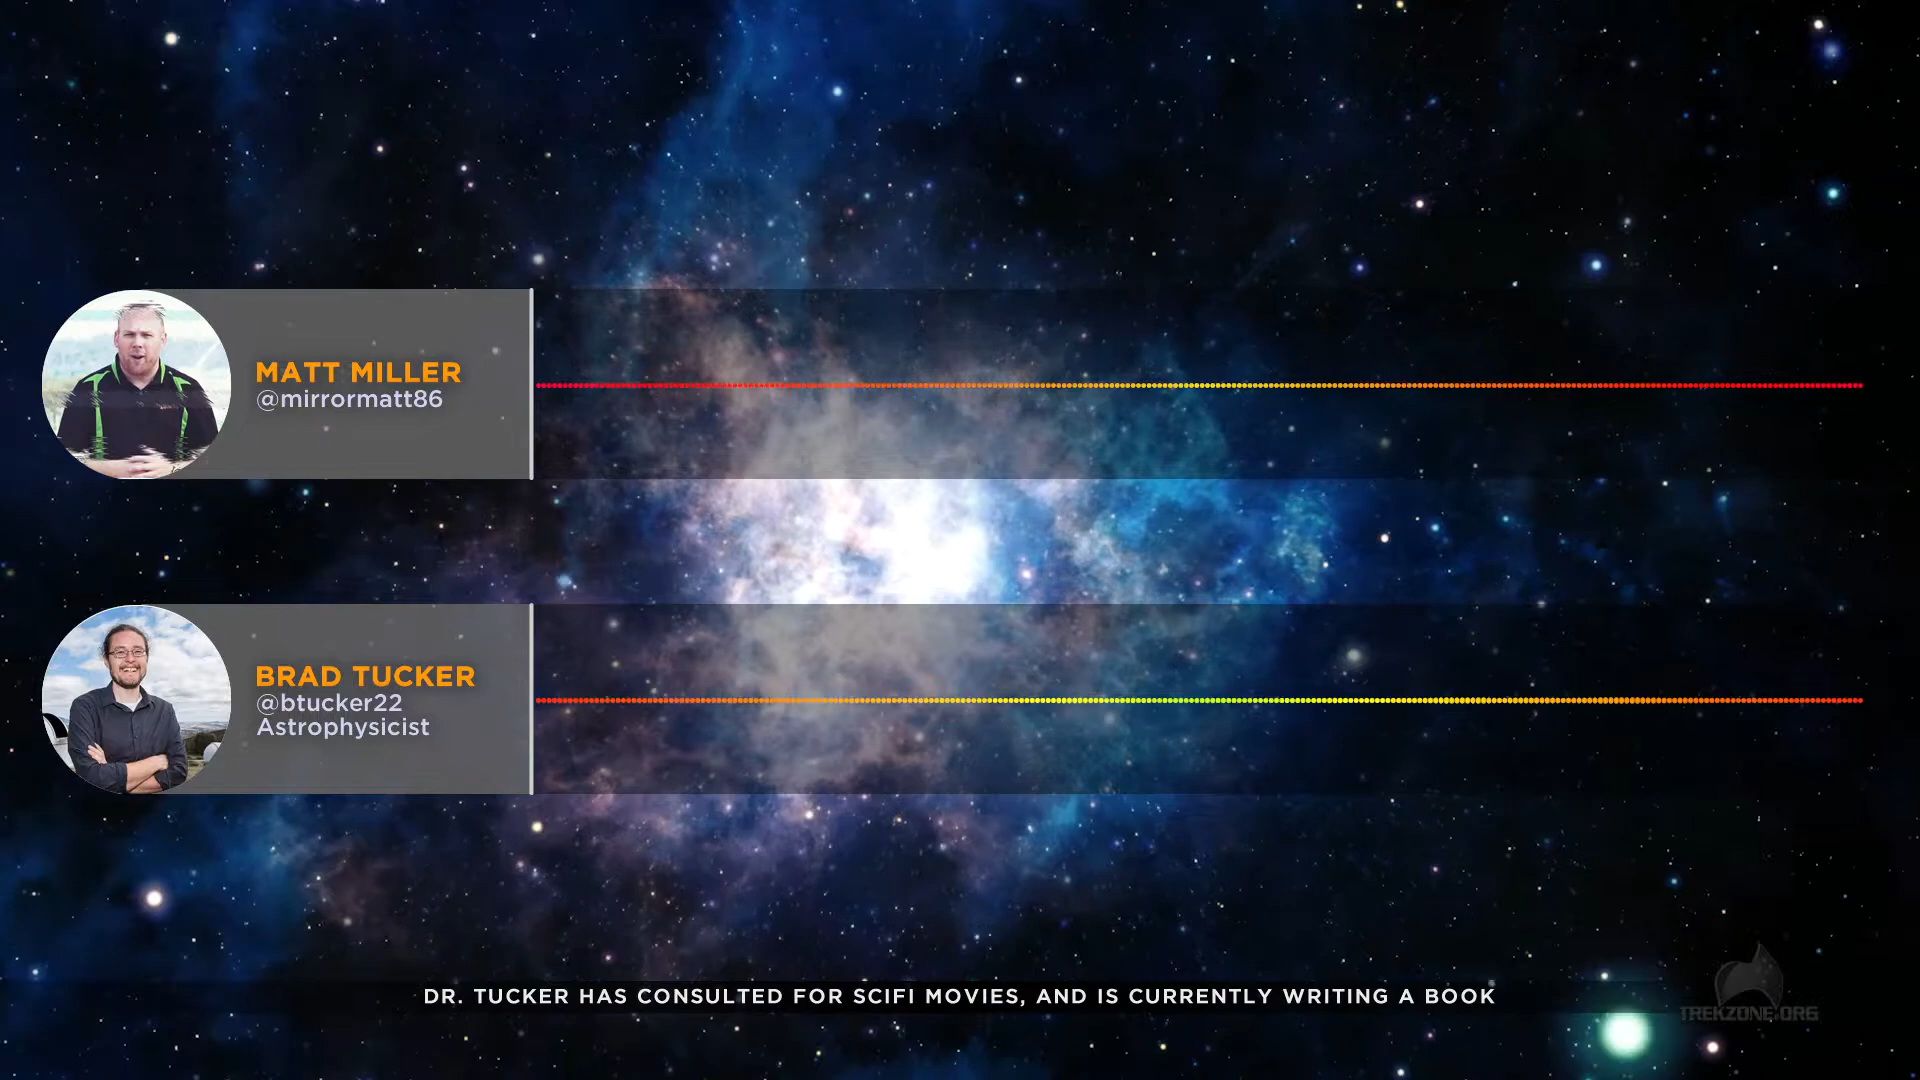 MATT MILLER
@mirrormatt86
BRAD TUCKER
@btucker22
Astrophysicist
DR. TUCKER HAS CONSULTED FOR SCIFI MOVIES, AND IS CURRENTLY WRITING A BOOK
TREKZONE.ORG